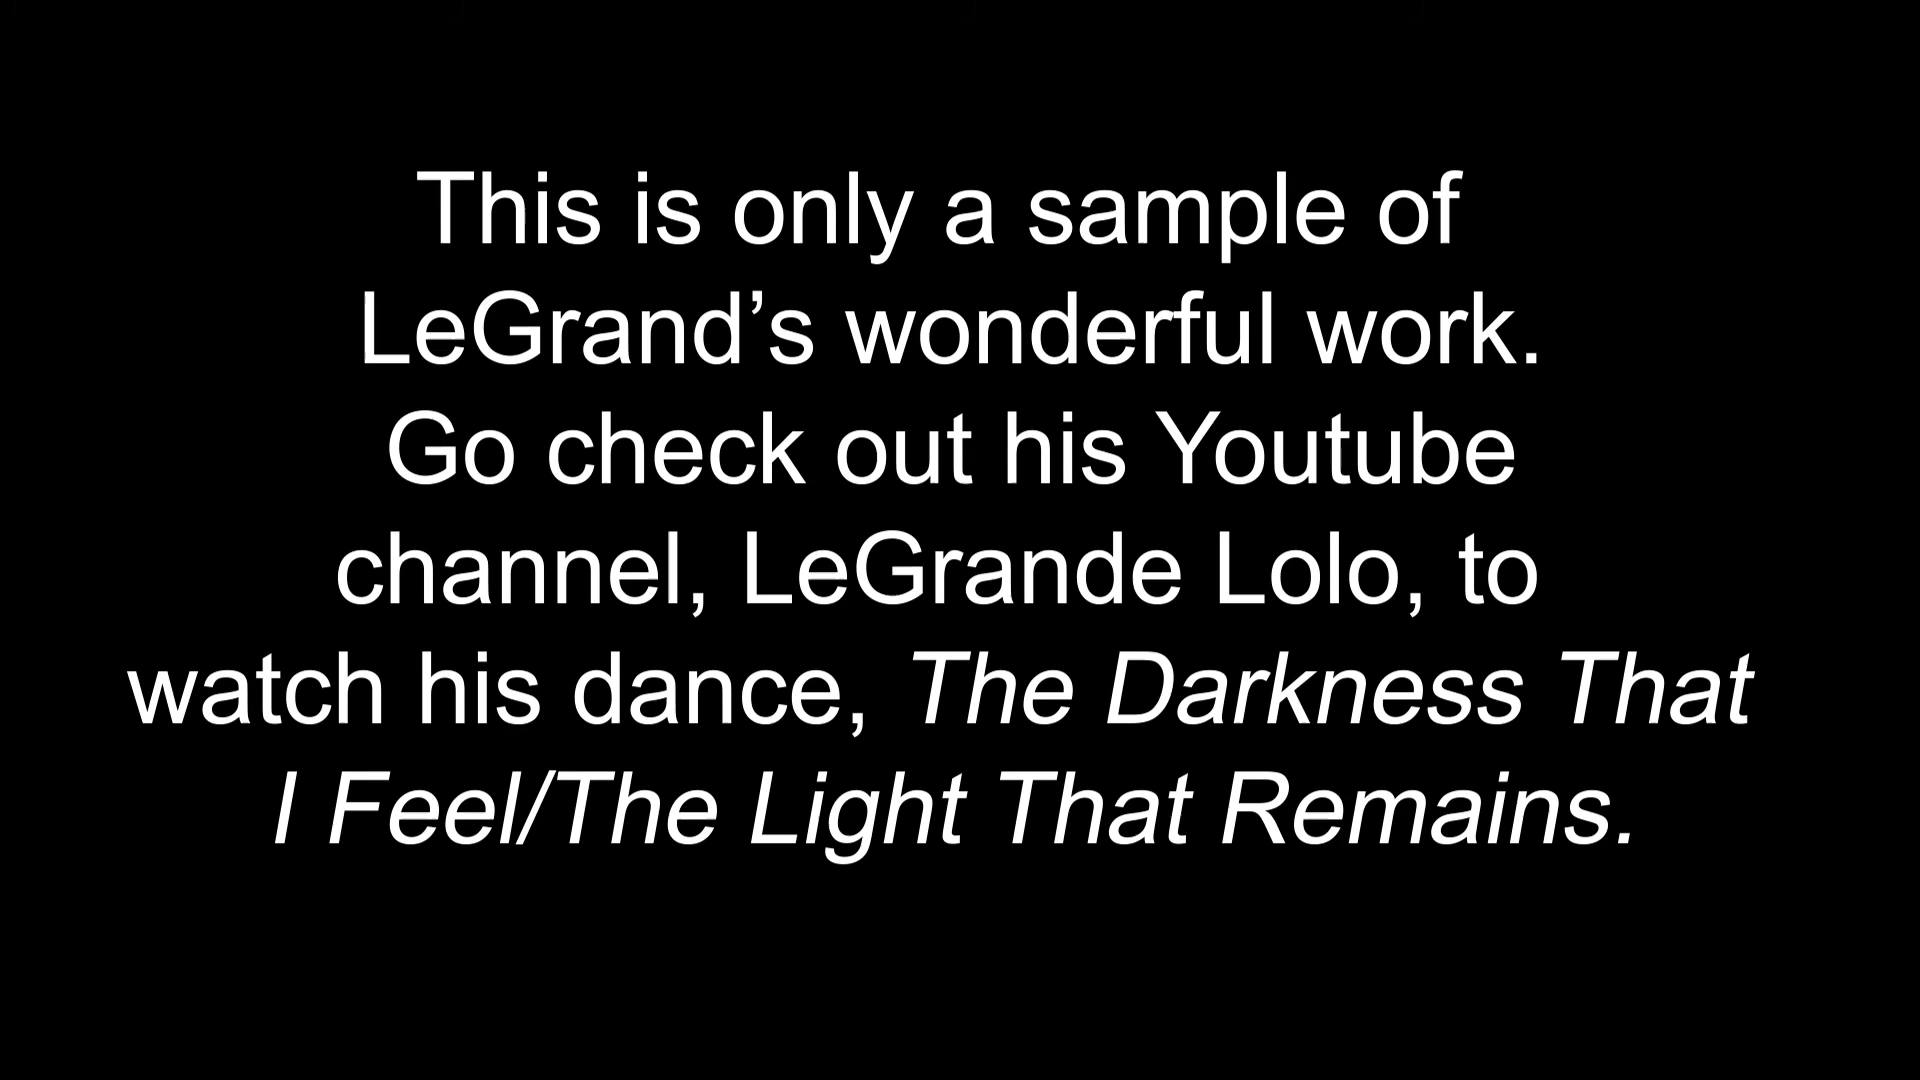 This is only a sample of
LeGrand’s wonderful work.
Go check out his Youtube
channel, LeGrande Lolo, to
watch his dance, The Darkness That
I Feel/The Light That Remains.